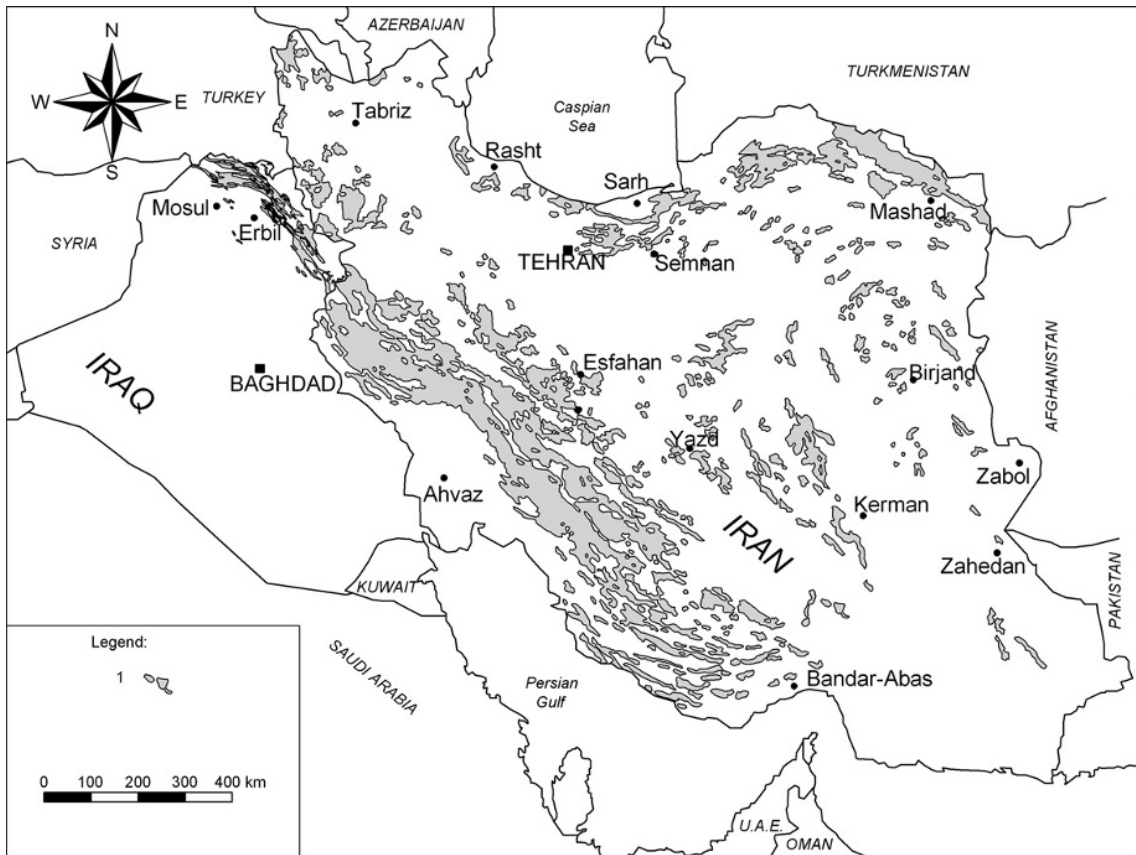 N
W
E
S
AZERBAIJAN
TURKMENISTAN
TURKEY
Caspian
Sea
Tabriz
Rasht
Sarh
Mashad
Mosul
Erbil
SYRIA
TEHRAN
Semnan
IRAQ
BAGHDAD
Esfahan
Birjand
AFGHANISTAN
Yazd
Zabol
Ahvaz
Kerman
IRAN
Zahedan
KUWAIT
PAKISTAN
SAUDI ARABIA
Persian
Gulf
Bandar-Abas
U.A.E.
OMAN
Legend:
1
0 100 200 300 400 km